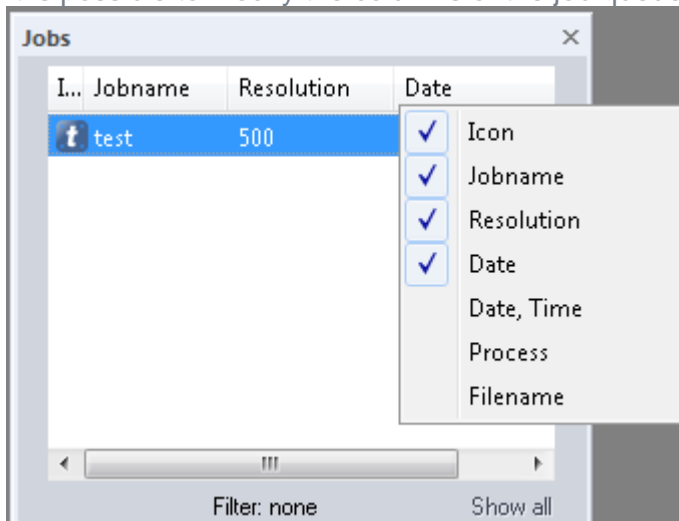 Jobs
I... Jobname Resolution Date
t test 500
Icon
Jobname
Resolution
Date
Date, Time
Process
Filename
Filter: none Show all